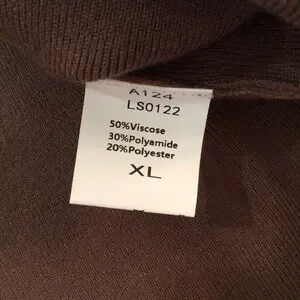 A124
LS0122
50%Viscose
30%Polyamide
20%Polyester
XL